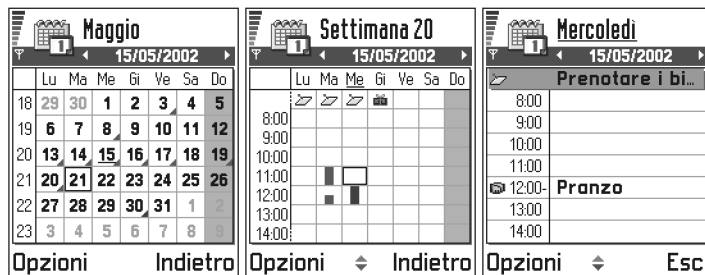 Maggio
15/05/2002
Lu Ma Me Gi Ve Sa Do
18 29 30 1 2 3 4 5
19 6 7 8 9 10 11 12
20 13 14 15 16 17 18 19
21 20 21 22 23 24 25 26
22 27 28 29 30 31 1 2
23 3 4 5 6 7 8 9
Opzioni Indietro
Settimana 20
15/05/2002
Lu Ma Me Gi Ve Sa Do
8:00
9:00
10:00
11:00
12:00
13:00
14:00
Opzioni Indietro
Mercoledì
15/05/2002
Prenotare i bi...
8:00
9:00
10:00
11:00
12:00- Pranzo
13:00
14:00
Opzioni Esc